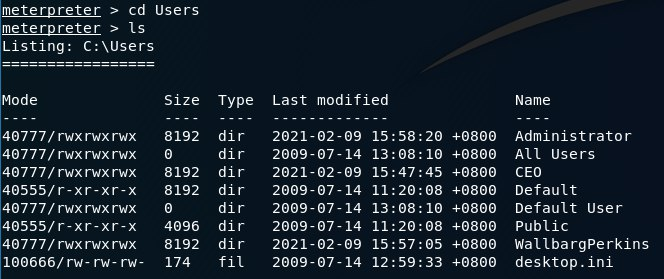 meterpreter > cd Users
meterpreter > ls
Listing: C:\Users
=================

Mode              Size  Type  Last modified              Name
----              ----  ----  -------------              ----
40777/rwxrwxrwx   8192  dir   2021-02-09 15:58:20 +0800  Administrator
40777/rwxrwxrwx   0     dir   2009-07-14 13:08:10 +0800  All Users
40777/rwxrwxrwx   8192  dir   2021-02-09 15:47:45 +0800  CEO
40555/r-xr-xr-x   8192  dir   2009-07-14 11:20:08 +0800  Default
40777/rwxrwxrwx   0     dir   2009-07-14 13:08:10 +0800  Default User
40555/r-xr-xr-x   4096  dir   2009-07-14 11:20:08 +0800  Public
40777/rwxrwxrwx   8192  dir   2021-02-09 15:57:05 +0800  WallbargPerkins
100666/rw-rw-rw-  174   fil   2009-07-14 12:59:33 +0800  desktop.ini